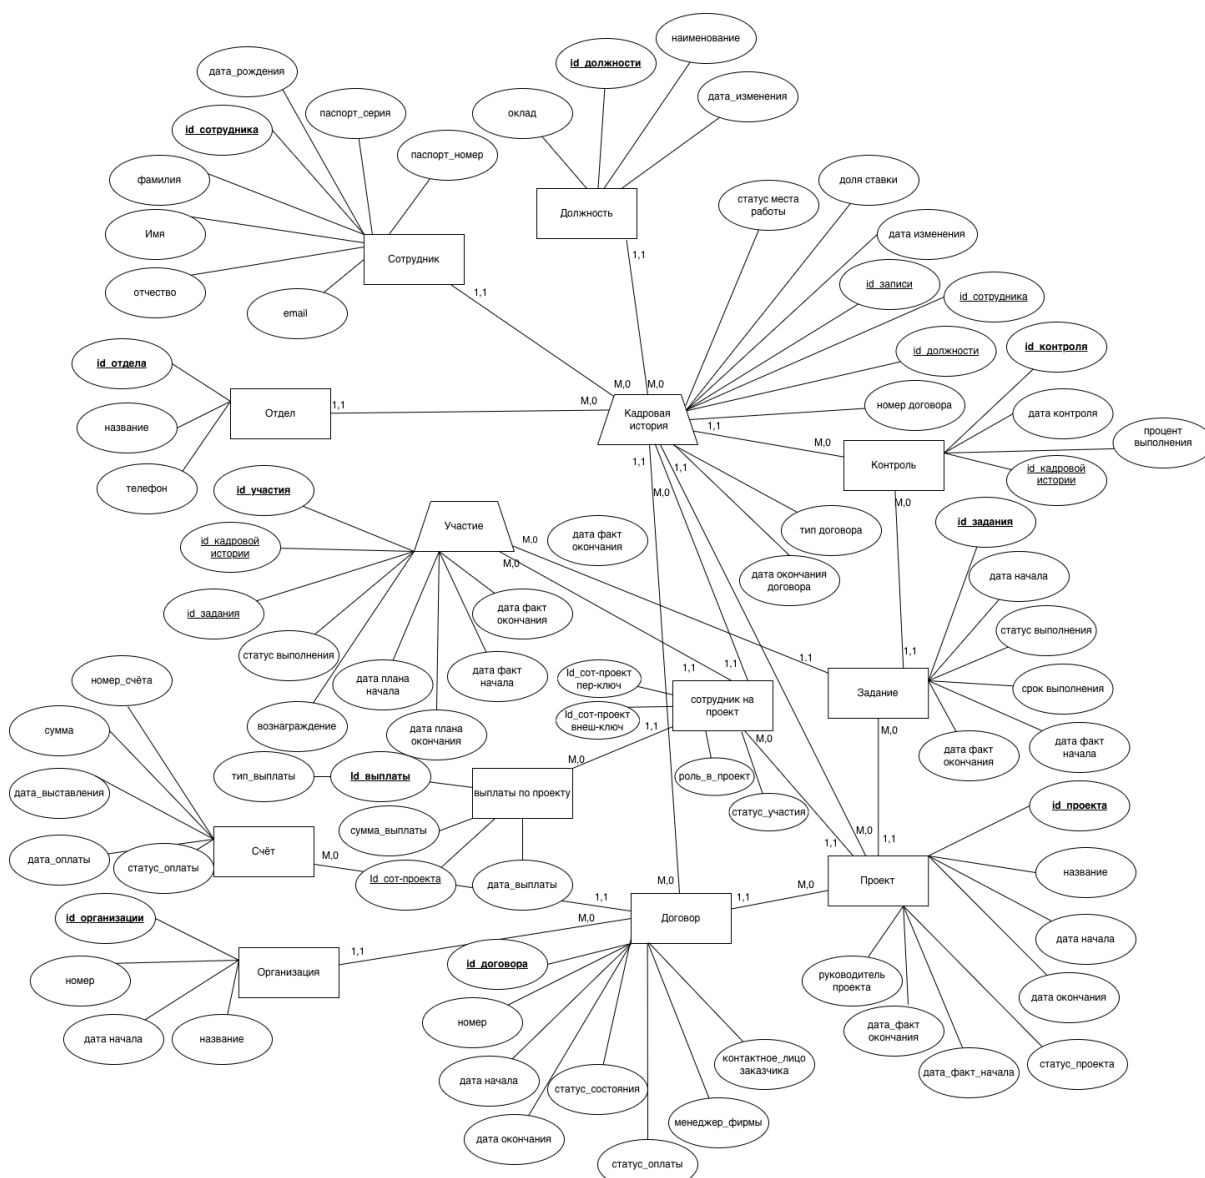 наименование
id_должности
дата_рождения
дата_изменения
оклад
паспорт_серия
id_сотрудника
паспорт_номер
фамилия
доля ставки
статус места
работы
Должность
Имя
дата изменения
Сотрудник
1,1
id_записи
отчество
1,1
id_сотрудника
email
id_контроля
id_должности
id_отдела
M,0
M,0
Отдел
1,1
M,0
Кадровая
история
номер договора
дата контроля
название
1,1
M,0
процент
выполнения
Контроль
id_кадровой
истории
1,1
1,1
телефон
id_участия
M,0
M,0
id_задания
Участие
M,0
дата факт
окончания
тип договора
id_кадровой
истории
M,0
дата окончания
договора
дата начала
id_задания
дата факт
окончания
статус выполнения
статус выполнения
1,1
дата плана
начала
дата факт
начала
1,1
1,1
1,1
Id_сот-проект
пер-ключ
сотрудник на
проект
Задание
срок выполнения
номер_счёта
вознаграждение
дата плана
окончания
Id_сот-проект
внеш-ключ
1,1
M,0
M,0
дата факт
окончания
дата факт
начала
сумма
M,0
тип_выплаты
Id_выплаты
роль_в_проект
выплаты по проекту
дата_выставления
статус_участия
id_проекта
сумма_выплаты
M,0
Счёт
1,1
1,1
дата_оплаты
статус_оплаты
M,0
Id_сот-проекта
дата_выплаты
M,0
1,1
M,0
Проект
название
1,1
id_организации
M,0
Договор
1,1
дата начала
id_договора
Организация
номер
руководитель
проекта
дата окончания
номер
дата_факт
окончания
дата начала
название
контактное_лицо
заказчика
статус_проекта
дата_факт_начала
дата начала
статус_состояния
менеджер_фирмы
дата окончания
статус_оплаты